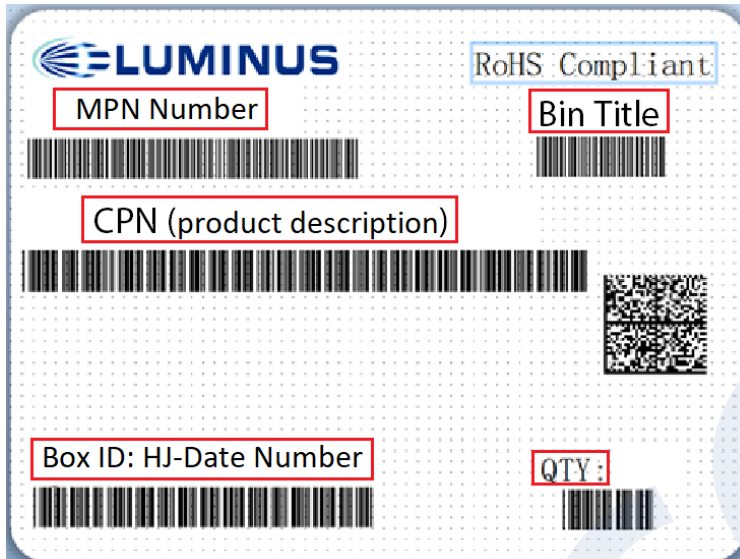 LUMINUS
RoHS Compliant
MPN Number
Bin Title
CPN (product description)
Box ID: HJ-Date Number
QTY: